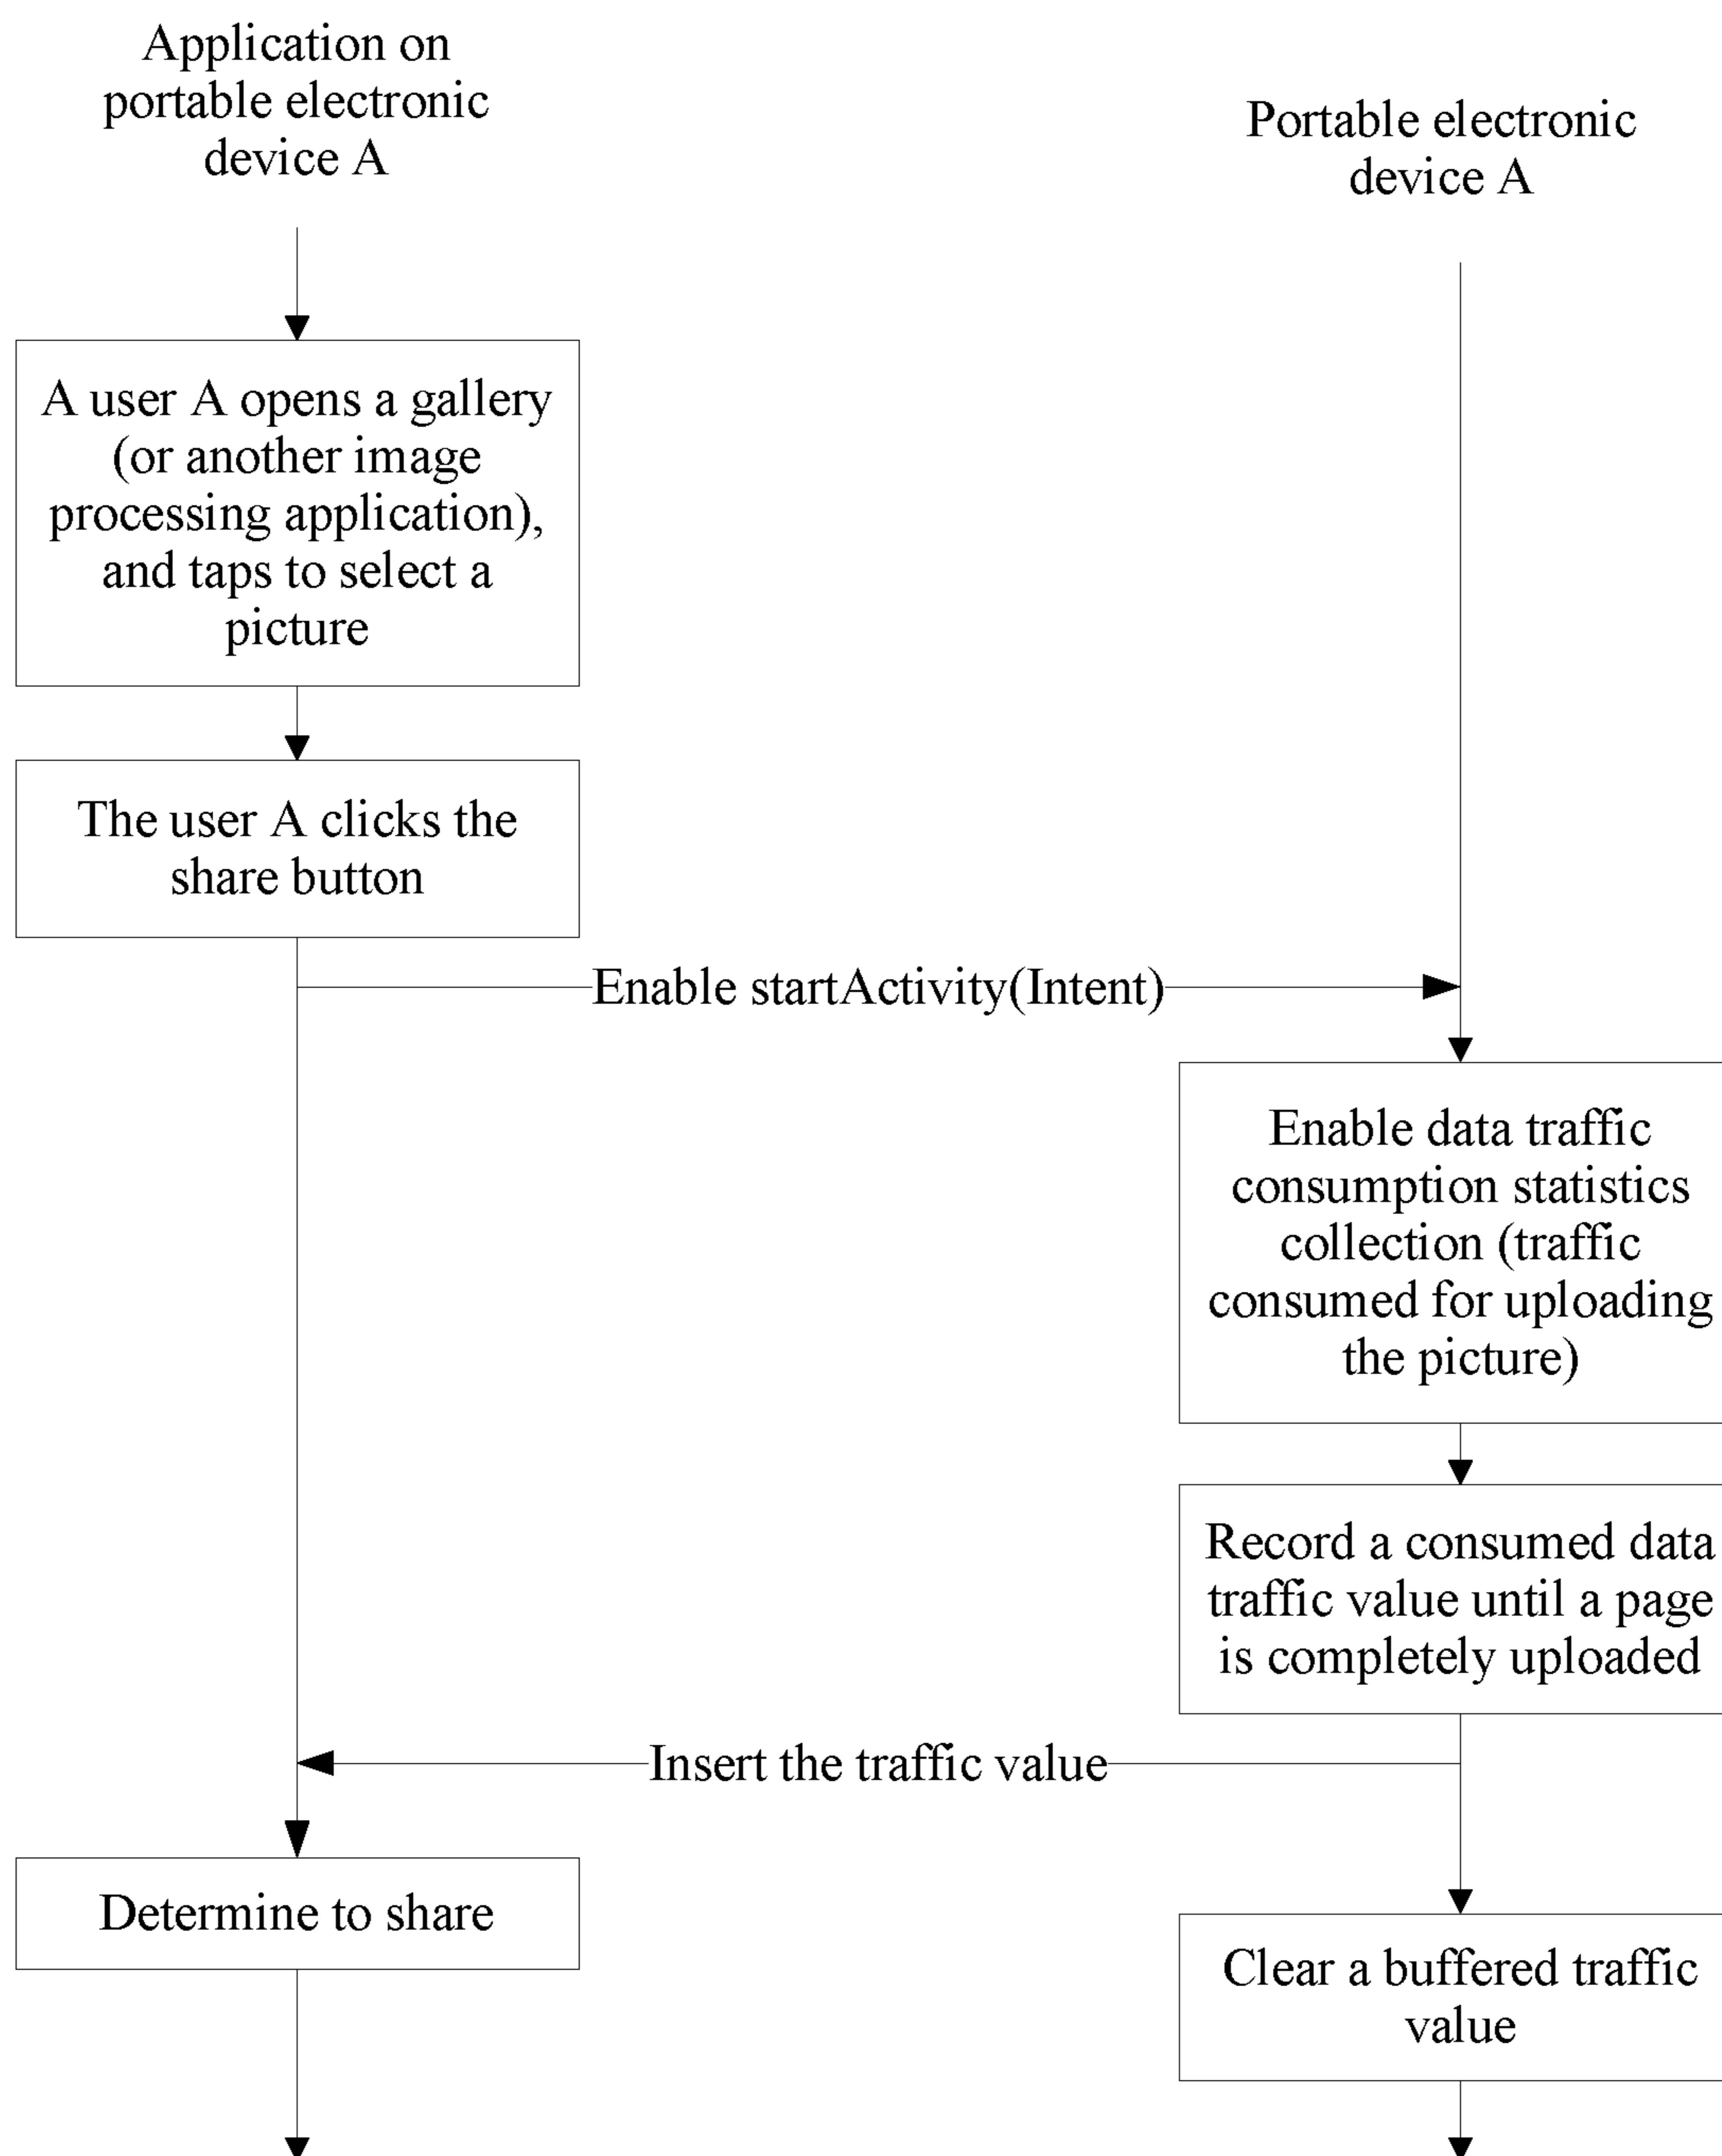 Application on
portable electronic
device A
Portable electronic
device A
A user A opens a gallery
(or another image
processing application),
and taps to select a
picture
The user A clicks the
share button
Enable startActivity(Intent)
Enable data traffic
consumption statistics
collection (traffic
consumed for uploading
the picture)
Record a consumed data
traffic value until a page
is completely uploaded
Insert the traffic value
Determine to share
Clear a buffered traffic
value